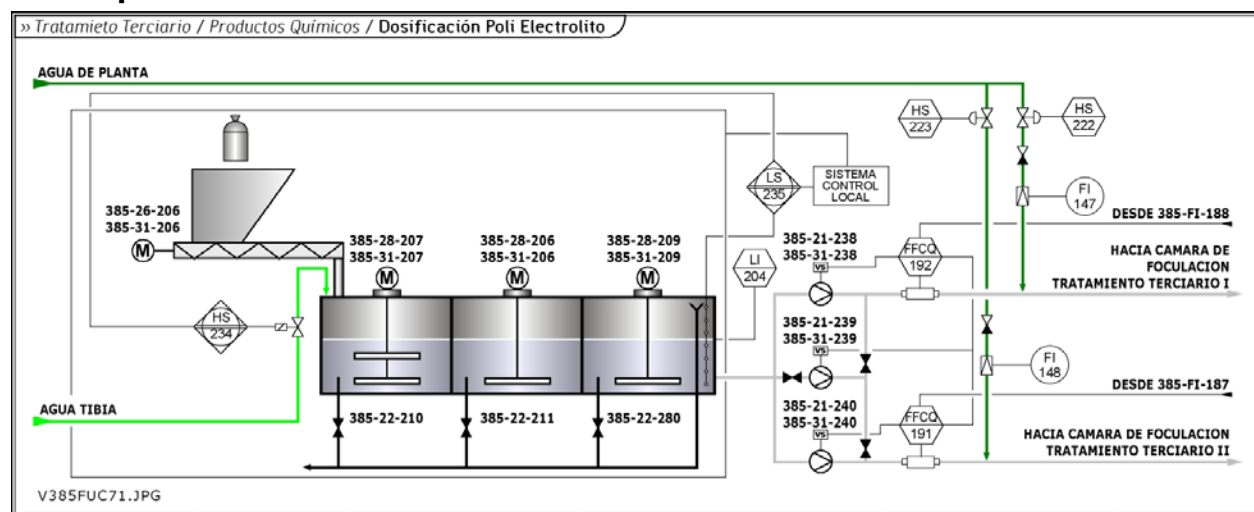 » Tratamieto Terciario / Productos Químicos / Dosificación Poli Electrolito
AGUA DE PLANTA
HS
223
HS
222
LS
235
SISTEMA
CONTROL
LOCAL
FI
147
385-26-206
385-31-206
M
385-28-207
385-31-207
M
385-28-206
385-31-206
M
385-28-209
385-31-209
M
LI
204
385-21-238
385-31-238
VS
FFCQ
192
DESDE 385-FI-188
HACIA CAMARA DE
FOCULACION
TRATAMIENTO TERCIARIO I
HS
234
385-21-239
385-31-239
VS
FI
148
DESDE 385-FI-187
AGUA TIBIA
385-22-210
385-22-211
385-22-280
385-21-240
385-31-240
VS
FFCQ
191
HACIA CAMARA DE FOCULACION
TRATAMIENTO TERCIARIO II
V385FUC71.JPG